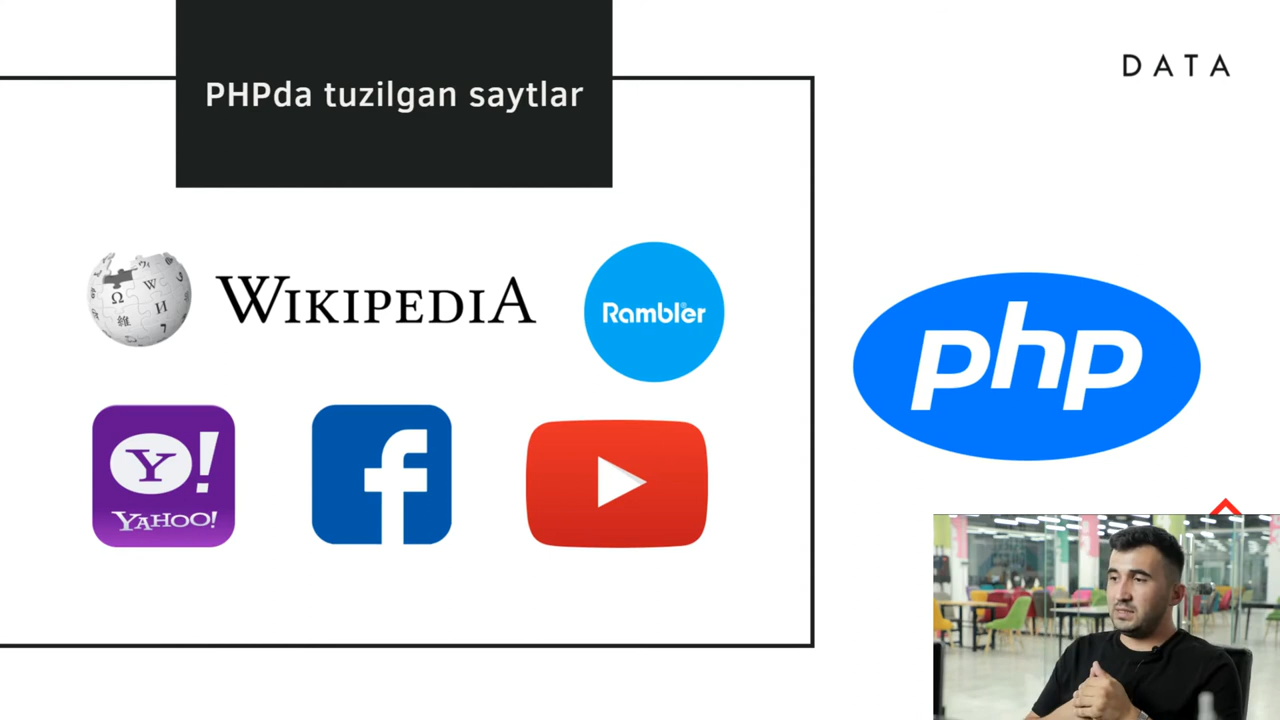 PHPda tuzilgan saytlar
DATA
WIKIPEDIA
Rambler
php
Y!
YAHOO!
f